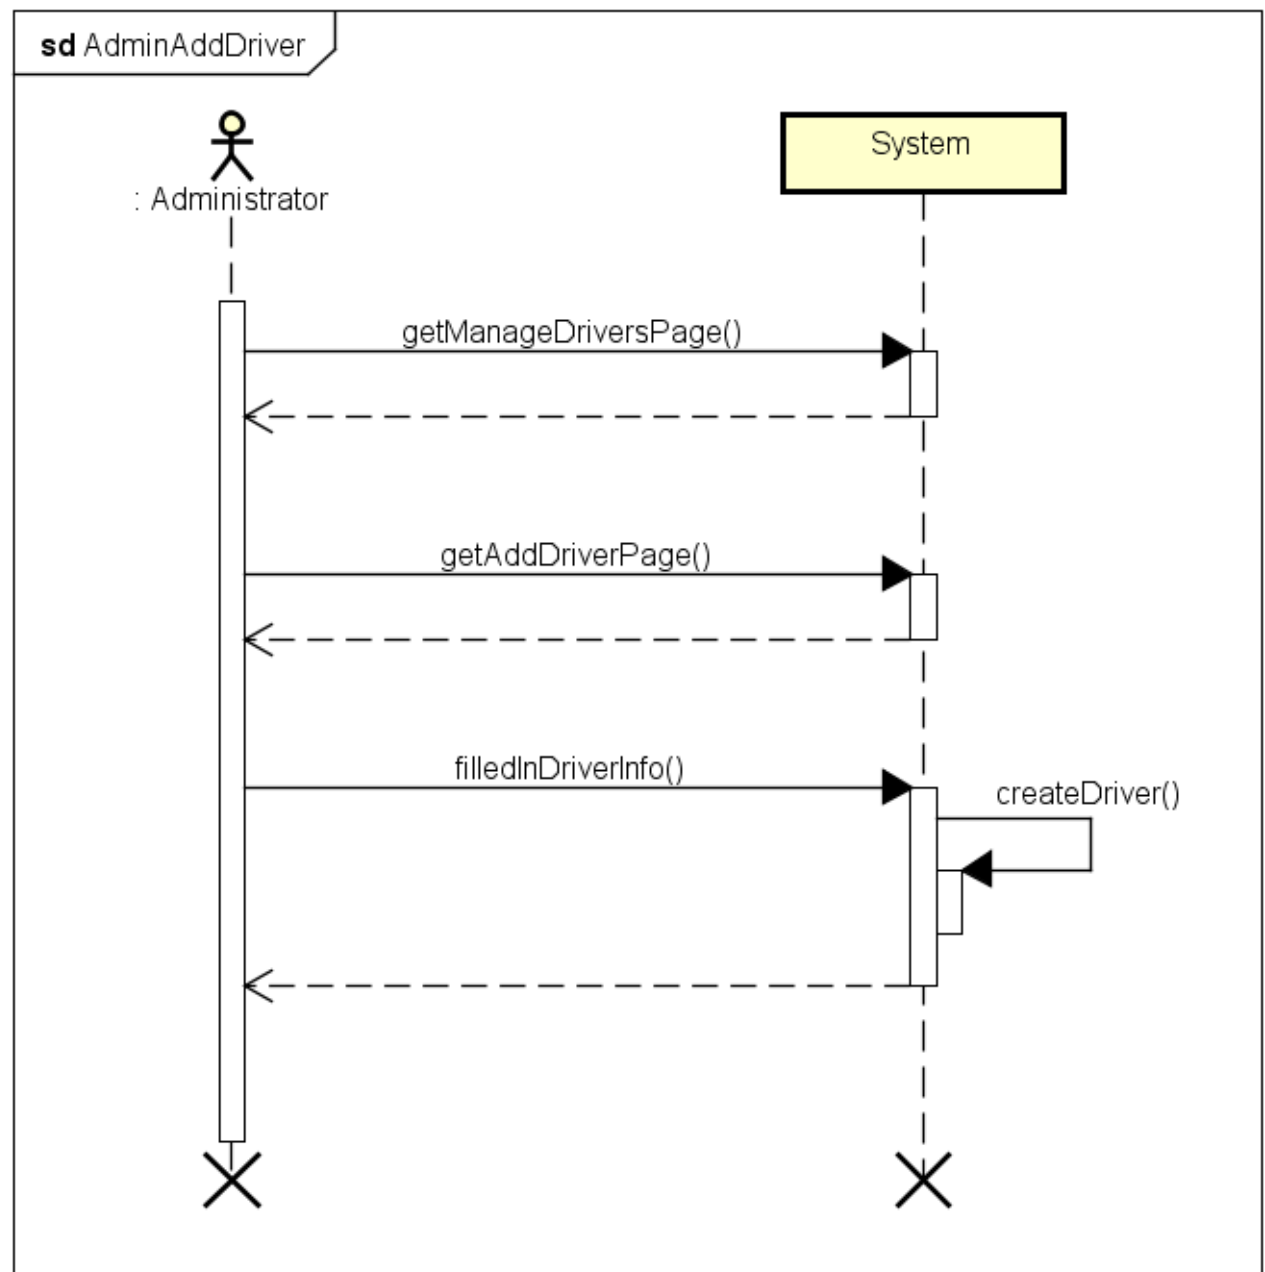 sd AdminAddDriver
: Administrator
System
getManageDriversPage()
getAddDriverPage()
filledInDriverInfo()
createDriver()